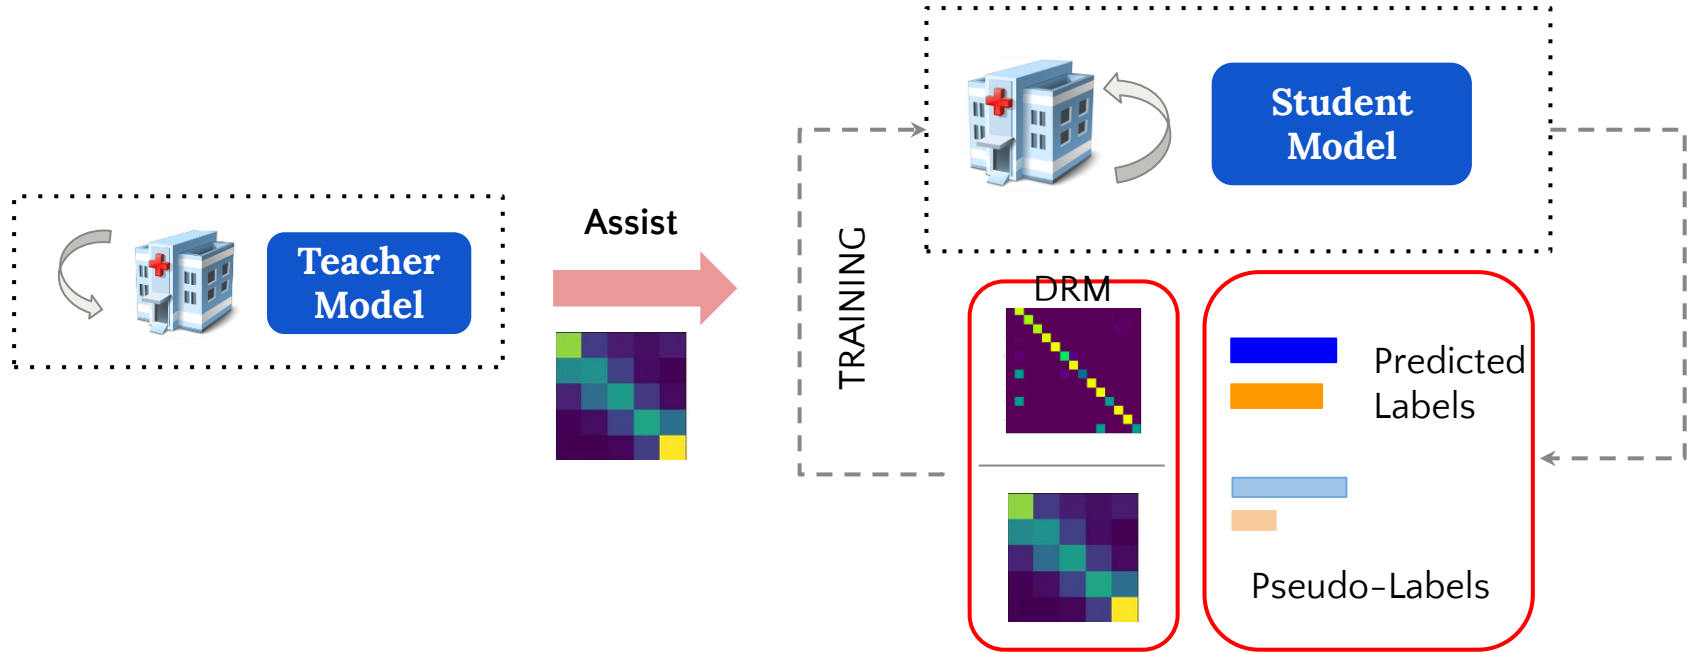 Teacher
Model
Assist
TRAINING
Student
Model
DRM
Predicted
Labels
Pseudo-Labels